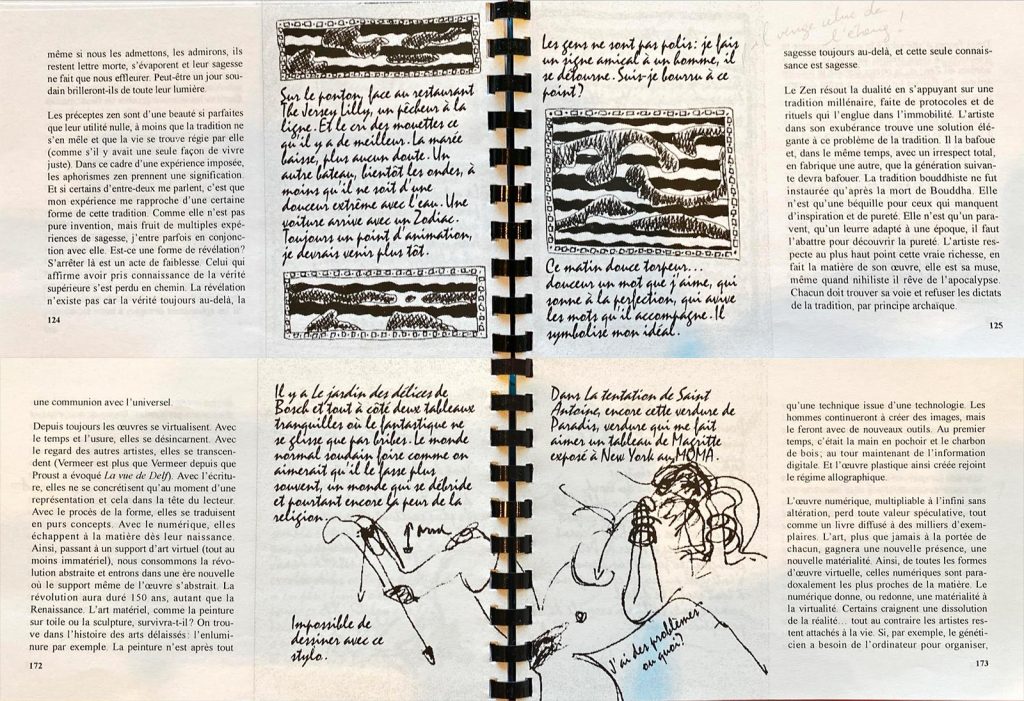 même si nous les admettons, les admirons, ils
restent lettre morte, s'évaporent et leur sagesse
ne fait que nous effleurer. Peut-être un jour sou-
dain brilleront-ils de toute leur lumière.
Les préceptes zen sont d'une beauté si parfaites
que leur utilité nulle, à moins que la tradition ne
s'en mêle et que la vie se trouve régie par elle
(comme s'il y avait une seule façon de vivre
juste). Dans ce cadre d'une expérience imposée,
les aphorismes zen prennent une signification.
Et si certains d'entre-deux me parlent, c'est que
mon expérience me rapproche d'une certaine
forme de cette tradition. Comme elle n'est pas
pure invention, mais fruit de multiples expé-
riences de sagesse, j'entre parfois en conjonc-
tion avec elle. Est-ce une forme de révélation?
S'arrêter là est un acte de faiblesse. Celui qui
affirme avoir pris connaissance de la vérité
supérieure s'est perdu en chemin. La révélation
n'existe pas car la vérité toujours au-delà, la
124
Sur le ponton, face au restaurant
The Jersey Lilly, un pêcheur à la
ligne. Et le cri des mouettes ce
qu'il y a de meilleur. La marée
baisse, plus aucun doute. Un
autre bateau, bientôt les ondes, à
moins qu'il ne soit d'une
douceur extrême avec l'eau. Une
voiture arrive avec un Zodiac.
Toujours un point d'animation,
je devrais venir plus tôt.
Les gens ne sont pas polis: je fais
un signe amical à un homme, il
se détourne. Suis-je bourru à ce
point?
Ce matin douce torpeur...
douceur un mot que j'aime, qui
sonne à la perfection, qui avive
les mots qu'il accompagne. Il
symbolise mon idéal.
sagesse toujours au-delà, et cette seule connais-
sance est sagesse.
Le Zen résout la dualité en s'appuyant sur une
tradition millénaire, faite de protocoles et de
rituels qui l'englue dans l'immobilité. L'artiste
dans son exubérance trouve une solution élé-
gante à ce problème de la tradition. Il la bafoue
et, dans le même temps, avec un irrespect total,
en fabrique une autre, que la génération suivan-
te devra bafouer. La tradition bouddhiste ne fut
instaurée qu'après la mort de Bouddha. Elle
n'est qu'une béquille pour ceux qui manquent
d'inspiration et de pureté. Elle n'est qu'un para-
vent, qu'un leurre adapté à une époque, il faut
l'abattre pour découvrir la pureté. L'artiste res-
pecte au plus haut point cette vraie richesse, en
fait la matière de son œuvre, elle est sa muse,
même quand nihiliste il rêve de l'apocalypse.
Chacun doit trouver sa voie et refuser les dictats
de la tradition, par principe archaïque.
125
une communion avec l'universel.
Depuis toujours les œuvres se virtualisent. Avec
le temps et l'usure, elles se désincarnent. Avec
le regard des autres artistes, elles se transcen-
dent (Vermeer est plus que Vermeer depuis que
Proust a évoqué La vue de Delf). Avec l'écritu-
re, elles ne se concrétisent qu'au moment d'une
représentation et cela dans la tête du lecteur.
Avec le procès de la forme, elles se traduisent
en purs concepts. Avec le numérique, elles
échappent à la matière dès leur naissance.
Ainsi, passant à un support d'art virtuel (tout au
moins immatériel), nous consommons la révo-
lution abstraite et entrons dans une ère nouvelle
où le support même de l'œuvre s'abstrait. La
révolution aura duré 150 ans, autant que la
Renaissance. L'art matériel, comme la peinture
sur toile ou la sculpture, survivra-t-il? On trou-
ve dans l'histoire des arts délaissés: l'enlumi-
nure par exemple. La peinture n'est après tout
172
Il y a Le jardin des délices de
Bosch et tout à côté deux tableaux
tranquilles où le fantastique ne
se glisse que par bribes. Le monde
normal soudain foire comme on
aimerait qu'il le fasse plus
souvent, un monde qui se débride
et pourtant encore la peur de la
religion.
Impossible de
dessiner avec ce
stylo.
Dans La tentation de Saint
Antoine, encore cette verdure de
Paradis, verdure qui me fait
aimer un tableau de Magritte
exposé à New York au MOMA.
J'ai des problèmes
ou quoi?
qu'une technique issue d'une technologie. Les
hommes continueront à créer des images, mais
le feront avec de nouveaux outils. Au premier
temps, c'était la main en pochoir et le charbon
de bois; au tour maintenant de l'information
digitale. Et l'œuvre plastique ainsi créée rejoint
le régime allographique.
L'œuvre numérique, multipliable à l'infini sans
altération, perd toute valeur spéculative, tout
comme un livre diffusé à des milliers d'exem-
plaires. L'art, plus que jamais à la portée de
chacun, gagnera une nouvelle présence, une
nouvelle matérialité. Ainsi, de toutes les formes
d'œuvre virtuelle, celles numériques sont para-
doxalement les plus proches de la matière. Le
numérique donne, ou redonne, une matérialité à
la virtualité. Certains craignent une dissolution
de la réalité... tout au contraire les artistes res-
tent attachés à la vie. Si, par exemple, le généti-
cien a besoin de l'ordinateur pour organiser,
173